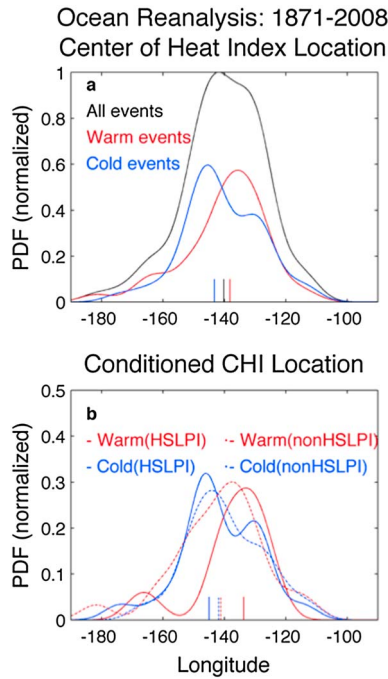 Ocean Reanalysis: 1871-2008
Center of Heat Index Location
1
a
All events
0.8
Warm events
0.6
Cold events
0.4
0.2
0
PDF (normalized)
-180 -160 -140 -120 -100
Conditioned CHI Location
0.5
b
0.4
- Warm(HSLPI) -·- Warm(nonHSLPI)
- Cold(HSLPI) -·- Cold(nonHSLPI)
0.3
0.2
0.1
0
PDF (normalized)
-180 -160 -140 -120 -100
Longitude